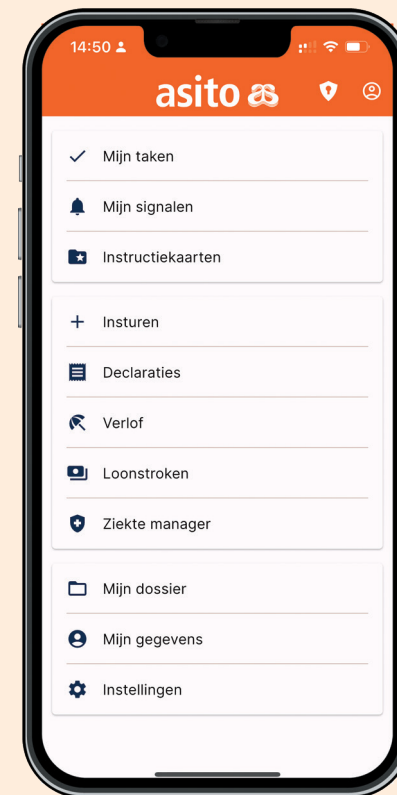 14:50
asito
Mijn taken
Mijn signalen
Instructiekaarten
Insturen
Declaraties
Verlof
Loonstroken
Ziekte manager
Mijn dossier
Mijn gegevens
Instellingen